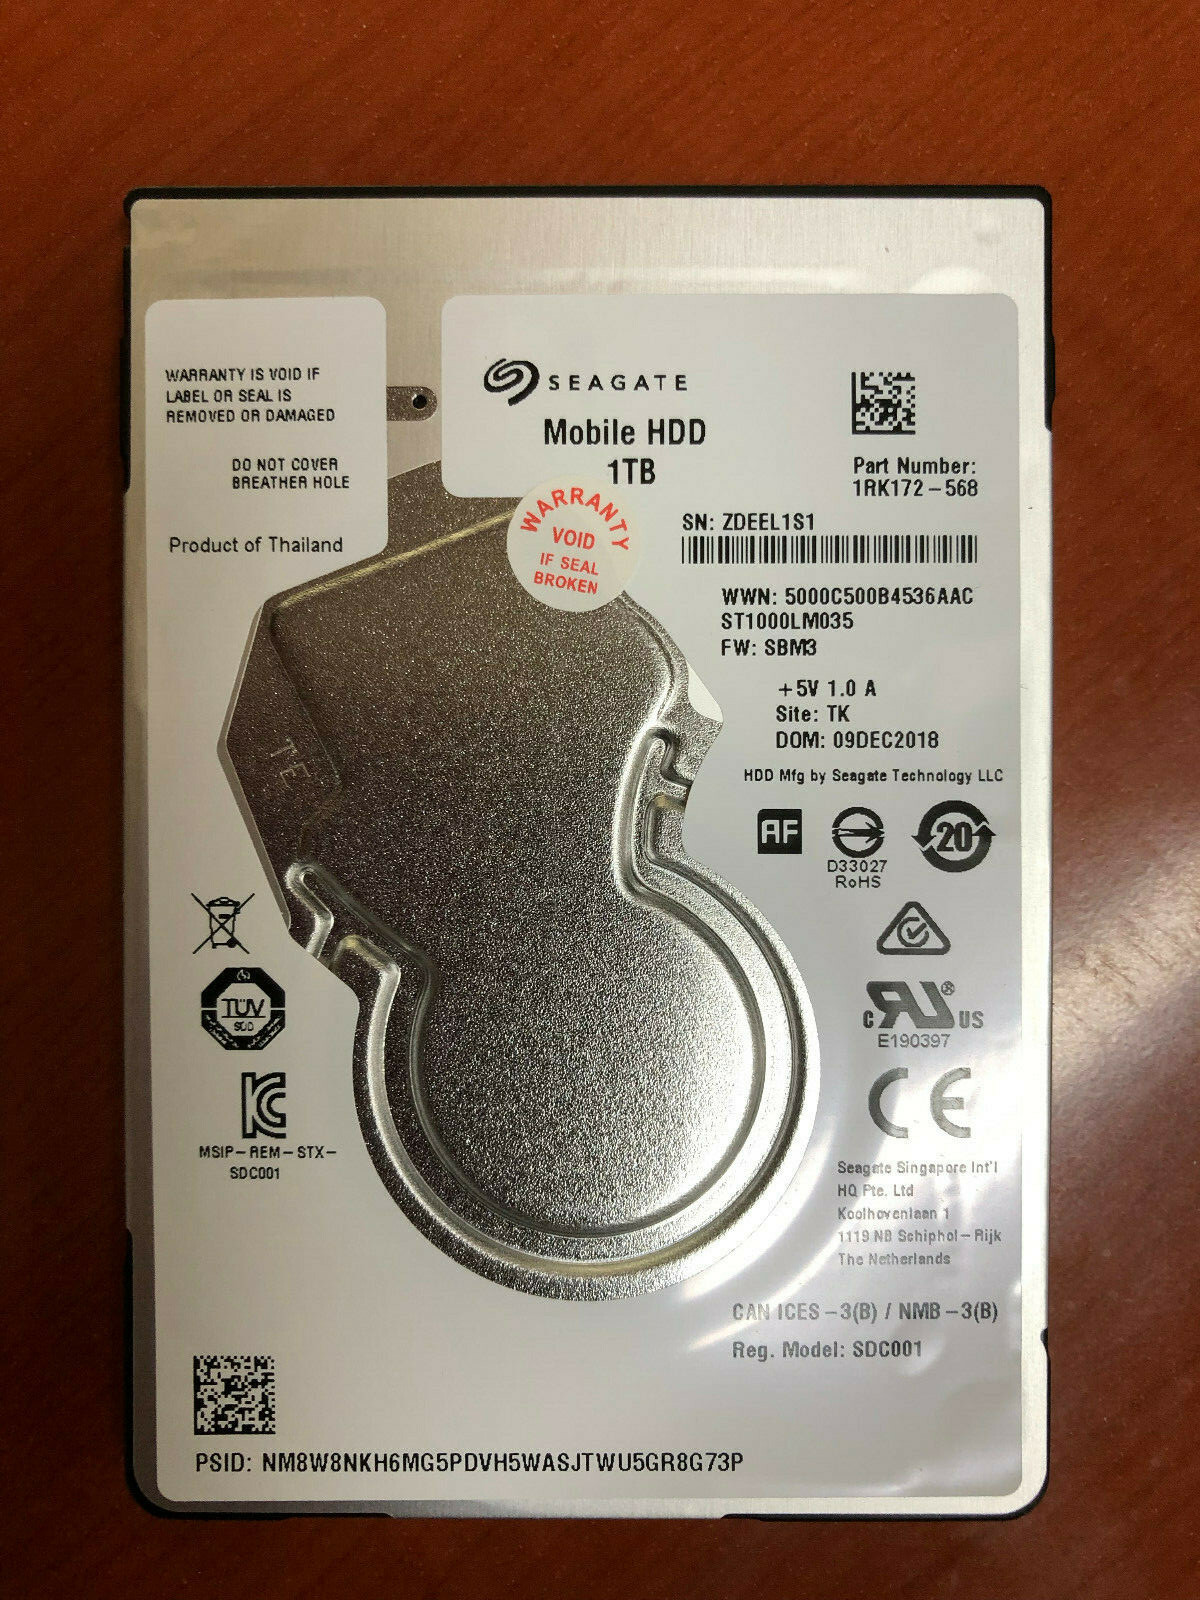 WARRANTY IS VOID IF
LABEL OR SEAL IS
REMOVED OR DAMAGED
DO NOT COVER
BREATHER HOLE
Product of Thailand
SEAGATE
Mobile HDD
1TB
Part Number:
1RK172-568
WARRANTY
VOID
IF SEAL
BROKEN
SN: ZDEEL1S1
WWN: 5000C500B4536AAC
ST1000LM035
FW: SBM3
+5V 1.0 A
Site: TK
DOM: 09DEC2018
HDD Mfg by Seagate Technology LLC
AF
D33027
RoHS
20
TE
TÜV
SÜD
KC
MSIP-REM-STX-
SDC001
c RU US
E190397
CE
Seagate Singapore Int'l
HQ Pte. Ltd
Koolhovenlaan 1
1119 NB Schiphol-Rijk
The Netherlands
CAN ICES-3(B) / NMB-3(B)
Reg. Model: SDC001
PSID: NM8W8NKH6MG5PDVH5WASJTWU5GR8G73P